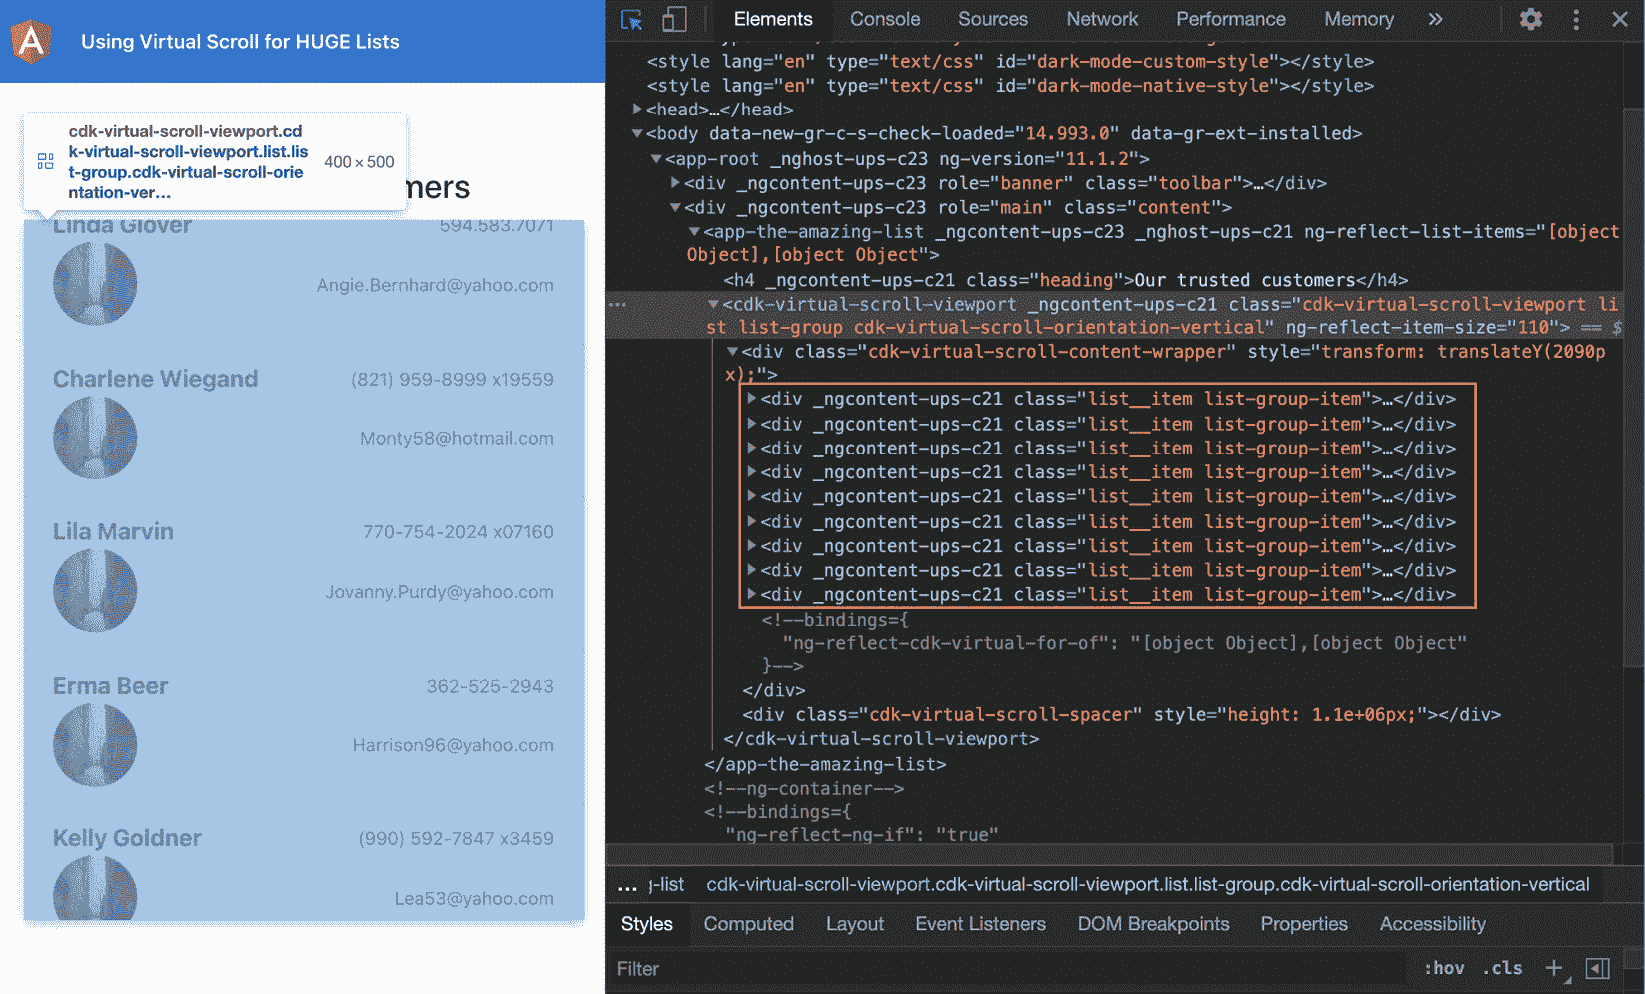 Using Virtual Scroll for HUGE Lists
cdk-virtual-scroll-viewport.cd
k-virtual-scroll-viewport.list.lis
t-group.cdk-virtual-scroll-orie
ntation-ver...
400 × 500
mers
Linda Glover
594.583.7071
Angie.Bernhard@yahoo.com
Charlene Wiegand
(821) 959-8999 x19559
Monty58@hotmail.com
Lila Marvin
770-754-2024 x07160
Jovanny.Purdy@yahoo.com
Erma Beer
362-525-2943
Harrison96@yahoo.com
Kelly Goldner
(990) 592-7847 x3459
Lea53@yahoo.com
Elements Console Sources Network Performance Memory »
<style lang="en" type="text/css" id="dark-mode-custom-style"></style>
<style lang="en" type="text/css" id="dark-mode-native-style"></style>
<head>…</head>
<body data-new-gr-c-s-check-loaded="14.993.0" data-gr-ext-installed>
<app-root _nghost-ups-c23 ng-version="11.1.2">
<div _ngcontent-ups-c23 role="banner" class="toolbar">…</div>
<div _ngcontent-ups-c23 role="main" class="content">
<app-the-amazing-list _ngcontent-ups-c23 _nghost-ups-c21 ng-reflect-list-items="[object
Object],[object Object">
<h4 _ngcontent-ups-c21 class="heading">Our trusted customers</h4>
<cdk-virtual-scroll-viewport _ngcontent-ups-c21 class="cdk-virtual-scroll-viewport li
st list-group cdk-virtual-scroll-orientation-vertical" ng-reflect-item-size="110"> == $
<div class="cdk-virtual-scroll-content-wrapper" style="transform: translateY(2090p
x);">
<div _ngcontent-ups-c21 class="list__item list-group-item">…</div>
<div _ngcontent-ups-c21 class="list__item list-group-item">…</div>
<div _ngcontent-ups-c21 class="list__item list-group-item">…</div>
<div _ngcontent-ups-c21 class="list__item list-group-item">…</div>
<div _ngcontent-ups-c21 class="list__item list-group-item">…</div>
<div _ngcontent-ups-c21 class="list__item list-group-item">…</div>
<div _ngcontent-ups-c21 class="list__item list-group-item">…</div>
<div _ngcontent-ups-c21 class="list__item list-group-item">…</div>
<div _ngcontent-ups-c21 class="list__item list-group-item">…</div>
<!--bindings={
"ng-reflect-cdk-virtual-for-of": "[object Object],[object Object"
}-->
</div>
<div class="cdk-virtual-scroll-spacer" style="height: 1.1e+06px;"></div>
</cdk-virtual-scroll-viewport>
</app-the-amazing-list>
<!--ng-container-->
<!--bindings={
"ng-reflect-ng-if": "true"
... -list cdk-virtual-scroll-viewport.cdk-virtual-scroll-viewport.list.list-group.cdk-virtual-scroll-orientation-vertical
Styles Computed Layout Event Listeners DOM Breakpoints Properties Accessibility
Filter :hov .cls +